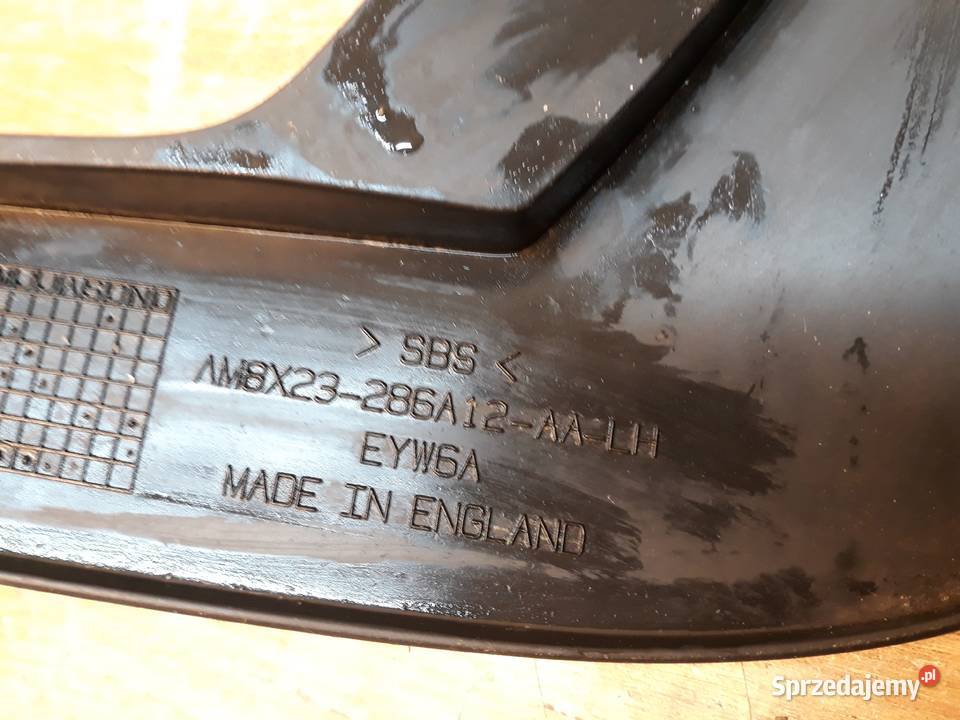 > SBS <
AM8X23-286A12-AA-LH
EYW6A
MADE IN ENGLAND
Sprzedajemy.pl